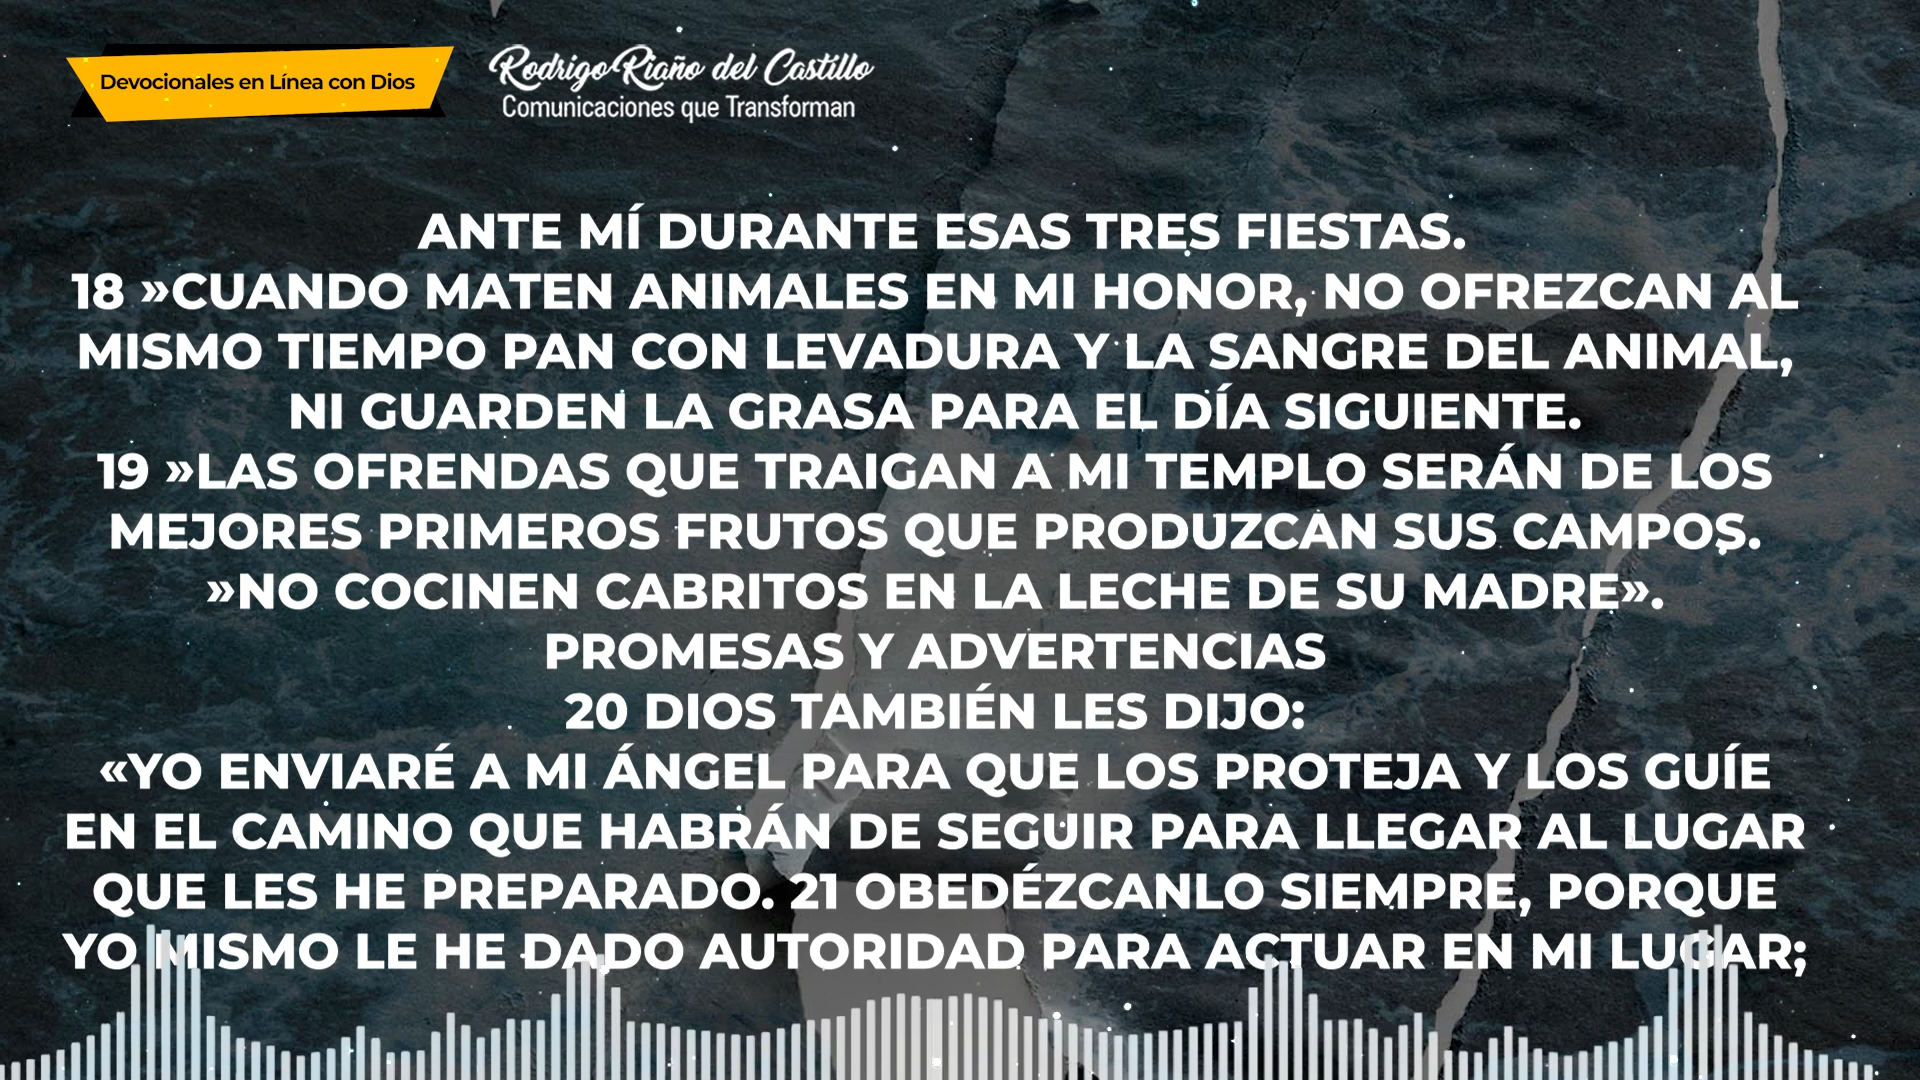 Devocionales en Línea con Dios
Rodrigo Riaño del Castillo
Comunicaciones que Transforman
ANTE MÍ DURANTE ESAS TRES FIESTAS.
18 »CUANDO MATEN ANIMALES EN MI HONOR, NO OFREZCAN AL
MISMO TIEMPO PAN CON LEVADURA Y LA SANGRE DEL ANIMAL,
NI GUARDEN LA GRASA PARA EL DÍA SIGUIENTE.
19 »LAS OFRENDAS QUE TRAIGAN A MI TEMPLO SERÁN DE LOS
MEJORES PRIMEROS FRUTOS QUE PRODUZCAN SUS CAMPOS.
»NO COCINEN CABRITOS EN LA LECHE DE SU MADRE».
PROMESAS Y ADVERTENCIAS
20 DIOS TAMBIÉN LES DIJO:
«YO ENVIARÉ A MI ÁNGEL PARA QUE LOS PROTEJA Y LOS GUÍE
EN EL CAMINO QUE HABRÁN DE SEGUIR PARA LLEGAR AL LUGAR
QUE LES HE PREPARADO. 21 OBEDÉZCANLO SIEMPRE, PORQUE
YO MISMO LE HE DADO AUTORIDAD PARA ACTUAR EN MI LUGAR;